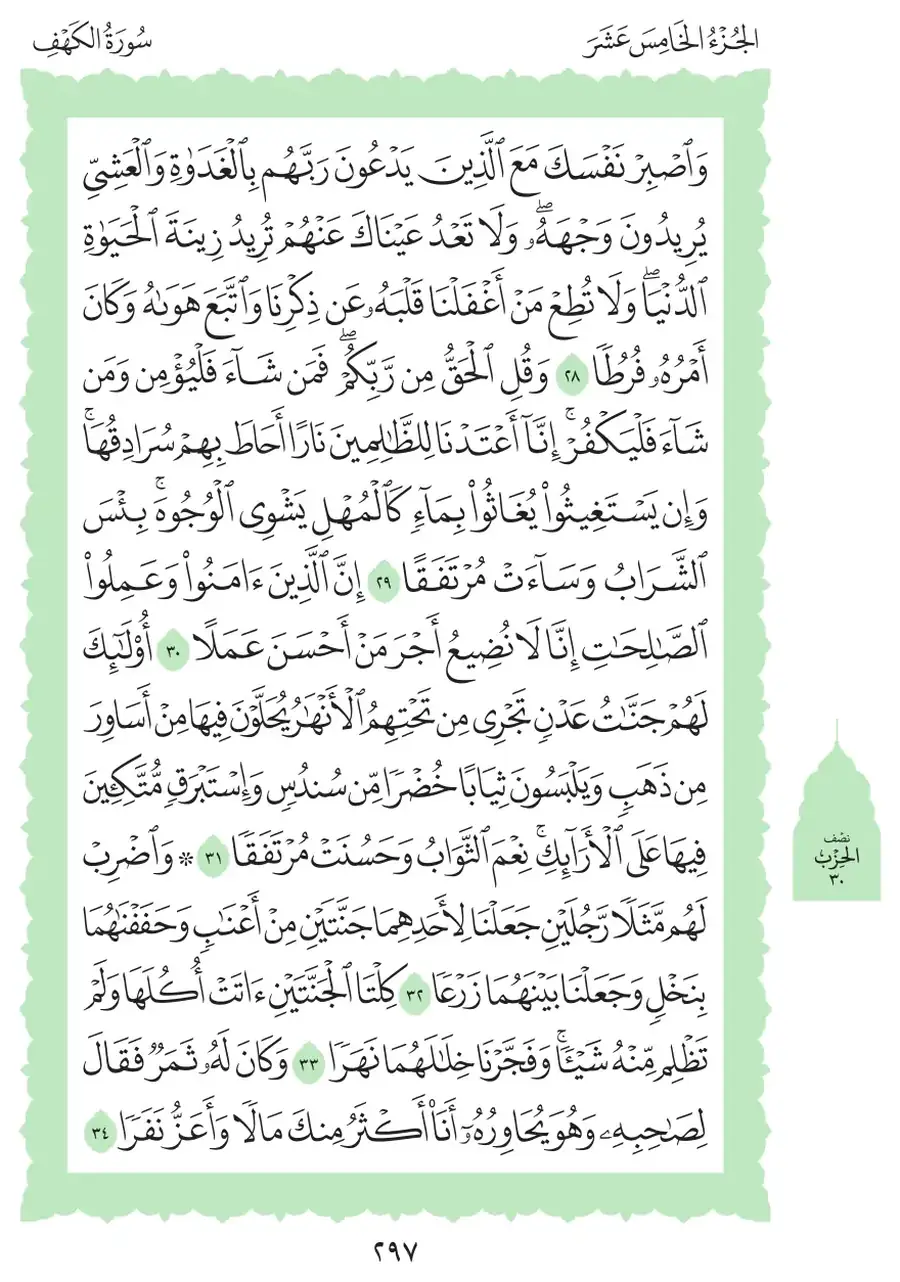 الجُزْءُ الخَامِسَ عَشَرَ
سُورَةُ الكَهْفِ
وَٱصۡبِرۡ نَفۡسَكَ مَعَ ٱلَّذِينَ يَدۡعُونَ رَبَّهُم بِٱلۡغَدَوٰةِ وَٱلۡعَشِيِّ
يُرِيدُونَ وَجۡهَهُۥۖ وَلَا تَعۡدُ عَيۡنَاكَ عَنۡهُمۡ تُرِيدُ زِينَةَ ٱلۡحَيَوٰةِ
ٱلدُّنۡيَاۖ وَلَا تُطِعۡ مَنۡ أَغۡفَلۡنَا قَلۡبَهُۥ عَن ذِكۡرِنَا وَٱتَّبَعَ هَوَىٰهُ وَكَانَ
أَمۡرُهُۥ فُرُطٗا ٢٨ وَقُلِ ٱلۡحَقُّ مِن رَّبِّكُمۡۖ فَمَن شَآءَ فَلۡيُؤۡمِن وَمَن
شَآءَ فَلۡيَكۡفُرۡۚ إِنَّآ أَعۡتَدۡنَا لِلظَّٰلِمِينَ نَارًا أَحَاطَ بِهِمۡ سُرَادِقُهَاۚ
وَإِن يَسۡتَغِيثُواْ يُغَاثُواْ بِمَآءٖ كَٱلۡمُهۡلِ يَشۡوِي ٱلۡوُجُوهَۚ بِئۡسَ
ٱلشَّرَابُ وَسَآءَتۡ مُرۡتَفَقًا ٢٩ إِنَّ ٱلَّذِينَ ءَامَنُواْ وَعَمِلُواْ
ٱلصَّٰلِحَٰتِ إِنَّا لَا نُضِيعُ أَجۡرَ مَنۡ أَحۡسَنَ عَمَلًا ٣٠ أُوْلَٰٓئِكَ
لَهُمۡ جَنَّٰتُ عَدۡنٖ تَجۡرِي مِن تَحۡتِهِمُ ٱلۡأَنۡهَٰرُ يُحَلَّوۡنَ فِيهَا مِنۡ أَسَاوِرَ
مِن ذَهَبٖ وَيَلۡبَسُونَ ثِيَابًا خُضۡرٗا مِّن سُندُسٖ وَإِسۡتَبۡرَقٖ مُّتَّكِـِٔينَ
فِيهَا عَلَى ٱلۡأَرَآئِكِۚ نِعۡمَ ٱلثَّوَابُ وَحَسُنَتۡ مُرۡتَفَقٗا ٣١ * وَٱضۡرِبۡ
لَهُم مَّثَلٗا رَّجُلَيۡنِ جَعَلۡنَا لِأَحَدِهِمَا جَنَّتَيۡنِ مِنۡ أَعۡنَٰبٖ وَحَفَفۡنَٰهُمَا
بِنَخۡلٖ وَجَعَلۡنَا بَيۡنَهُمَا زَرۡعٗا ٣٢ كِلۡتَا ٱلۡجَنَّتَيۡنِ ءَاتَتۡ أُكُلَهَا وَلَمۡ
تَظۡلِم مِّنۡهُ شَيۡـٔٗاۚ وَفَجَّرۡنَا خِلَٰلَهُمَا نَهَرٗا ٣٣ وَكَانَ لَهُۥ ثَمَرٞ فَقَالَ
لِصَٰحِبِهِۦ وَهُوَ يُحَاوِرُهُۥٓ أَنَا۠ أَكۡثَرُ مِنكَ مَالٗا وَأَعَزُّ نَفَرٗا ٣٤
نصْف
الحِزْب
٣٠
٢٩٧